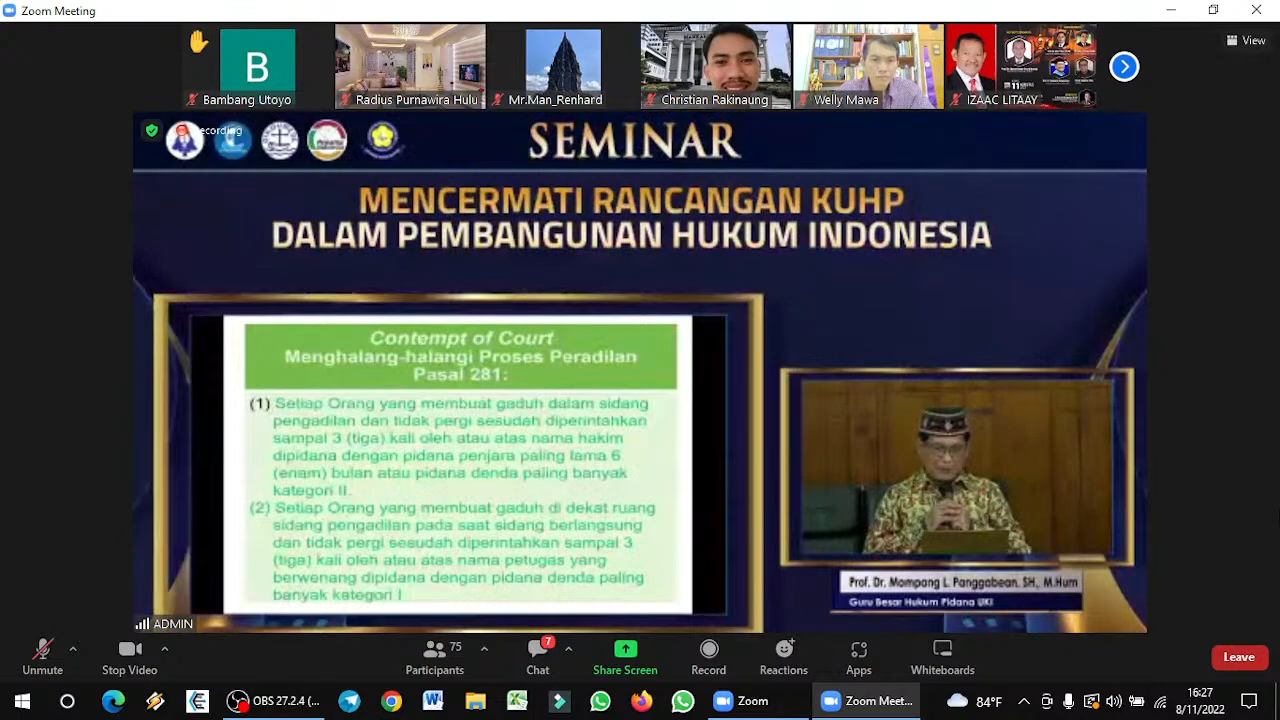 Zoom Meeting
View
B
Bambang Utoyo
Radius Purnawira Hulu
Mr.Man_Renhard
Christian Rakinaung
Welly Mawa
IZAAC LITAAY
11
Recording
SEMINAR
MENCERMATI RANCANGAN KUHP
DALAM PEMBANGUNAN HUKUM INDONESIA
Contempt of Court
Menghalang-halangi Proses Peradilan
Pasal 281:
(1) Setiap Orang yang membuat gaduh dalam sidang
pengadilan dan tidak pergi sesudah diperintahkan
sampai 3 (tiga) kali oleh atau atas nama hakim
dipidana dengan pidana penjara paling lama 6
(enam) bulan atau pidana denda paling banyak
kategori II.
(2) Setiap Orang yang membuat gaduh di dekat ruang
sidang pengadilan pada saat sidang berlangsung
dan tidak pergi sesudah diperintahkan sampai 3
(tiga) kali oleh atau atas nama petugas yang
berwenang dipidana dengan pidana denda paling
banyak kategori I
Prof. Dr. Mompang L. Panggabean, SH., M.Hum
Guru Besar Hukum Pidana UKI
ADMIN
Unmute
Stop Video
75
Participants
7
Chat
Share Screen
Record
Reactions
Apps
Whiteboards
Leave
OBS 27.2.4 (...
Zoom
Zoom Meet...
84°F
16:27
8/11/2022